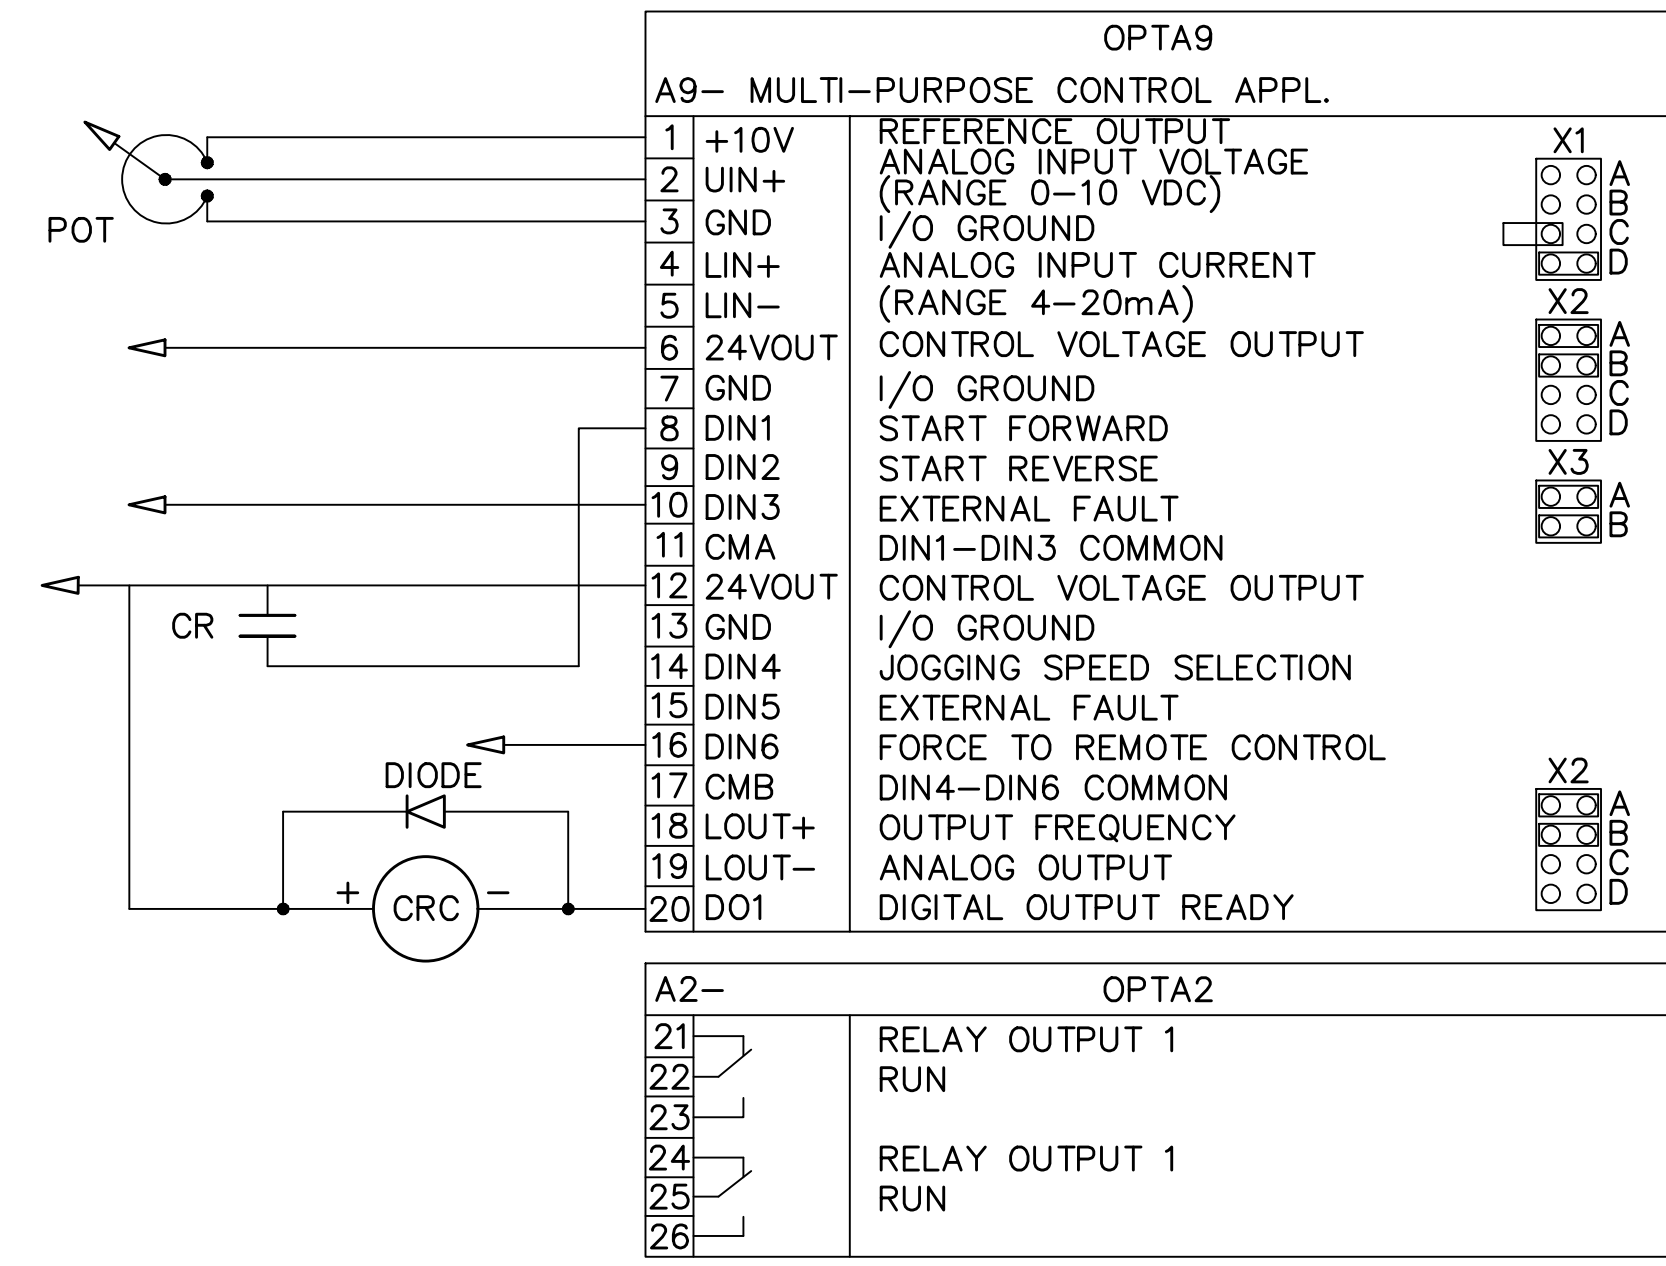 OPTA9
A9- MULTI-PURPOSE CONTROL APPL.
1 +10V REFERENCE OUTPUT
2 UIN+ ANALOG INPUT VOLTAGE
(RANGE 0-10 VDC)
3 GND I/O GROUND
4 LIN+ ANALOG INPUT CURRENT
5 LIN- (RANGE 4-20mA)
6 24VOUT CONTROL VOLTAGE OUTPUT
7 GND I/O GROUND
8 DIN1 START FORWARD
9 DIN2 START REVERSE
10 DIN3 EXTERNAL FAULT
11 CMA DIN1-DIN3 COMMON
12 24VOUT CONTROL VOLTAGE OUTPUT
13 GND I/O GROUND
14 DIN4 JOGGING SPEED SELECTION
15 DIN5 EXTERNAL FAULT
16 DIN6 FORCE TO REMOTE CONTROL
17 CMB DIN4-DIN6 COMMON
18 LOUT+ OUTPUT FREQUENCY
19 LOUT- ANALOG OUTPUT
20 DO1 DIGITAL OUTPUT READY
POT
CR
DIODE
+ CRC -
X1
A
B
C
D
X2
A
B
C
D
X3
A
B
X2
A
B
C
D
A2- OPTA2
21 RELAY OUTPUT 1
22 RUN
23
24 RELAY OUTPUT 1
25 RUN
26